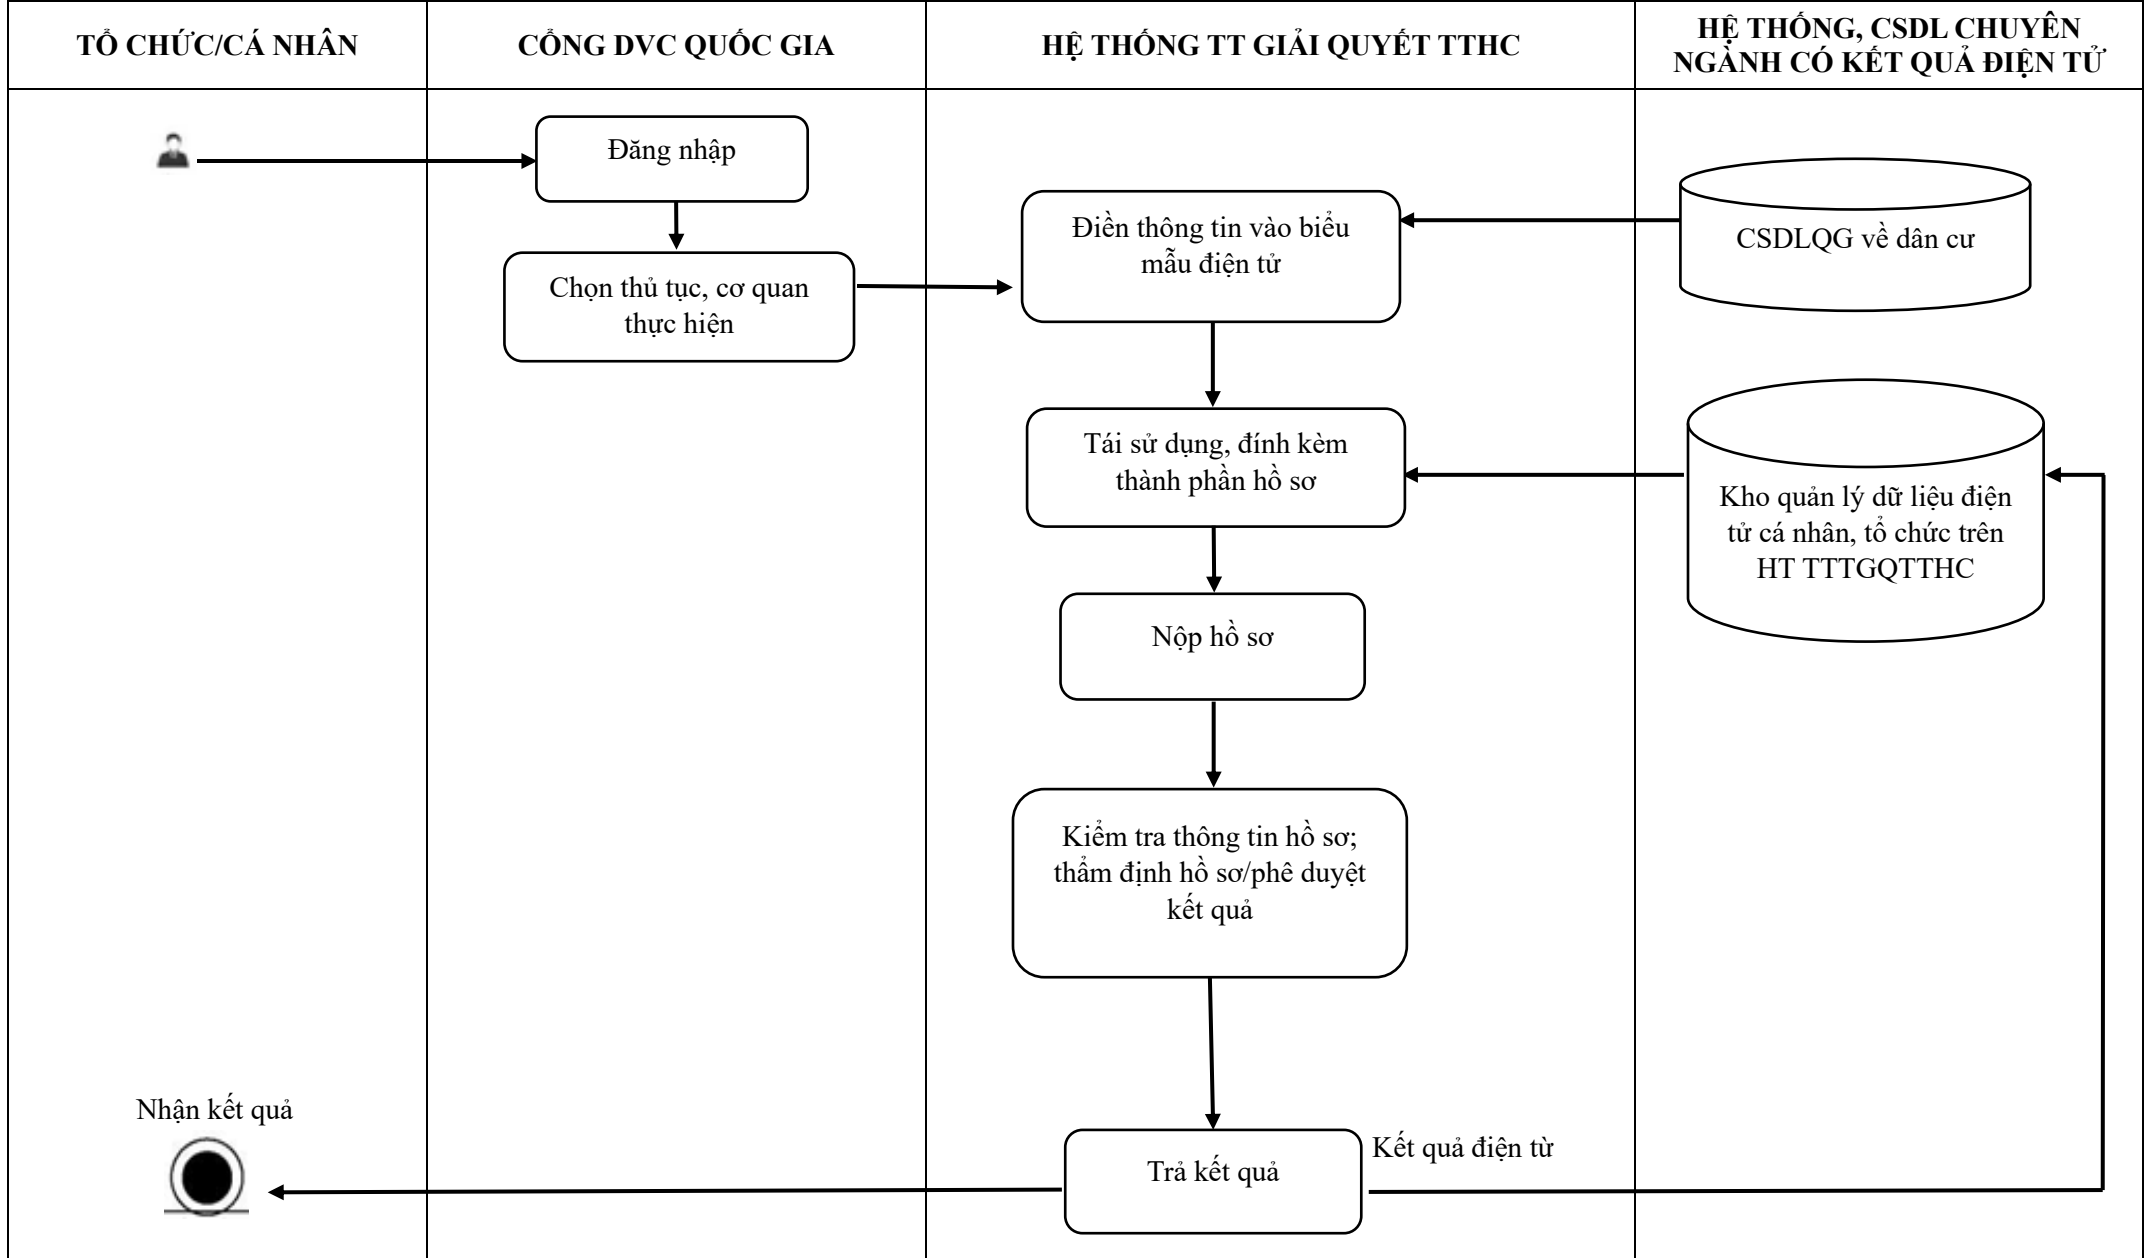 TỔ CHỨC/CÁ NHÂN
CỔNG DVC QUỐC GIA
HỆ THỐNG TT GIẢI QUYẾT TTHC
HỆ THỐNG, CSDL CHUYÊN
NGÀNH CÓ KẾT QUẢ ĐIỆN TỬ
Đăng nhập
Chọn thủ tục, cơ quan
thực hiện
Điền thông tin vào biểu
mẫu điện tử
CSDLQG về dân cư
Tái sử dụng, đính kèm
thành phần hồ sơ
Kho quản lý dữ liệu điện
tử cá nhân, tổ chức trên
HT TTTGQTTHC
Nộp hồ sơ
Kiểm tra thông tin hồ sơ;
thẩm định hồ sơ/phê duyệt
kết quả
Nhận kết quả
Trả kết quả
Kết quả điện từ